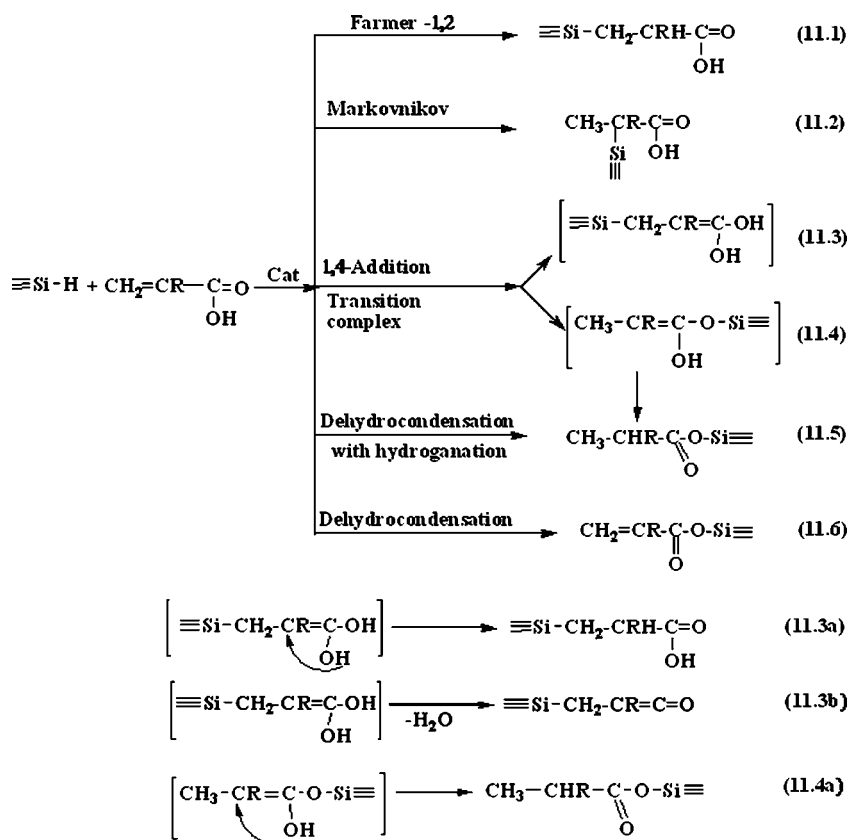 Farmer -1,2
≡Si-CH₂-CRH-C=O (11.1)
OH
Markovnikov
CH₃-CR-C=O (11.2)
Si OH
≡
[≡Si-CH₂-CR=C-OH] (11.3)
OH
≡Si-H + CH₂=CR-C=O Cat 1,4-Addition
OH
Transition
complex
[CH₃-CR=C-O-Si≡] (11.4)
OH
Dehydrocondensation
with hydroganation
CH₃-CHR-C-O-Si≡ (11.5)
O
Dehydrocondensation
CH₂=CR-C-O-Si≡ (11.6)
O
[≡Si-CH₂-CR=C-OH] ≡Si-CH₂-CRH-C=O (11.3a)
OH OH
[≡Si-CH₂-CR=C-OH] -H₂O ≡Si-CH₂-CR=C=O (11.3b)
OH
[CH₃-CR=C-O-Si≡] CH₃-CHR-C-O-Si≡ (11.4a)
OH O